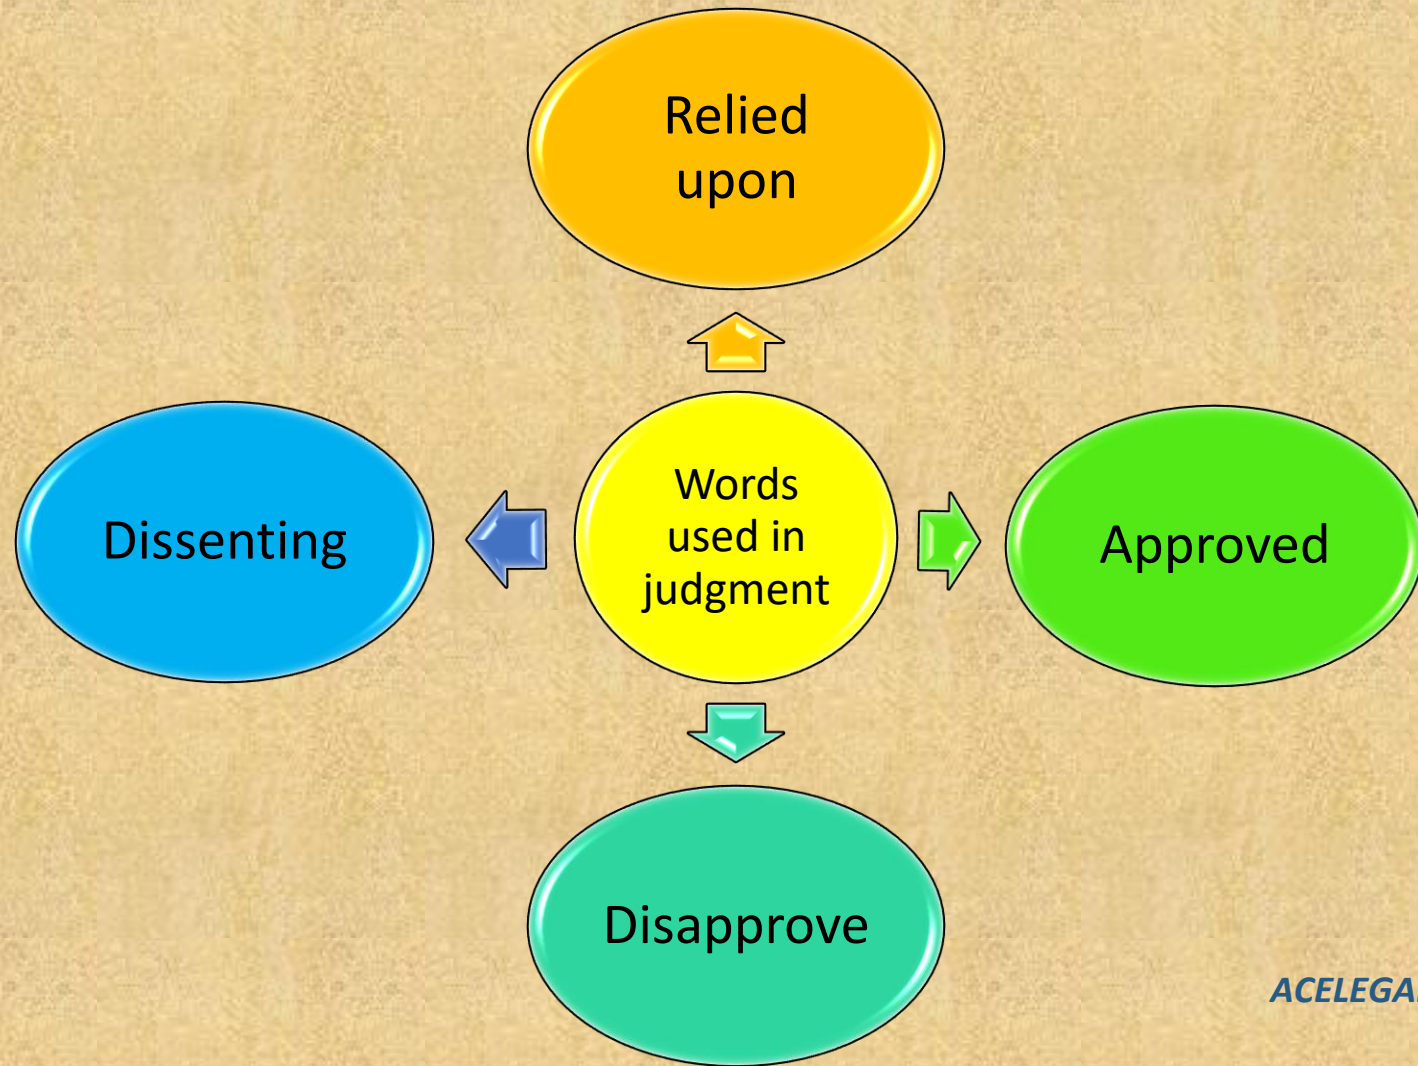 Relied
upon
Dissenting
Words
used in
judgment
Approved
Disapprove